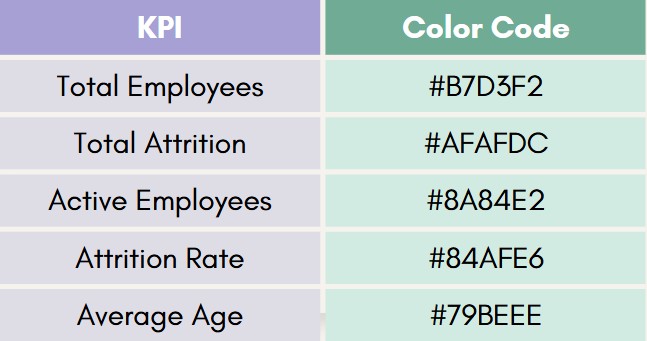 KPI Color Code
Total Employees #B7D3F2
Total Attrition #AFAFDC
Active Employees #8A84E2
Attrition Rate #84AFE6
Average Age #79BEEE